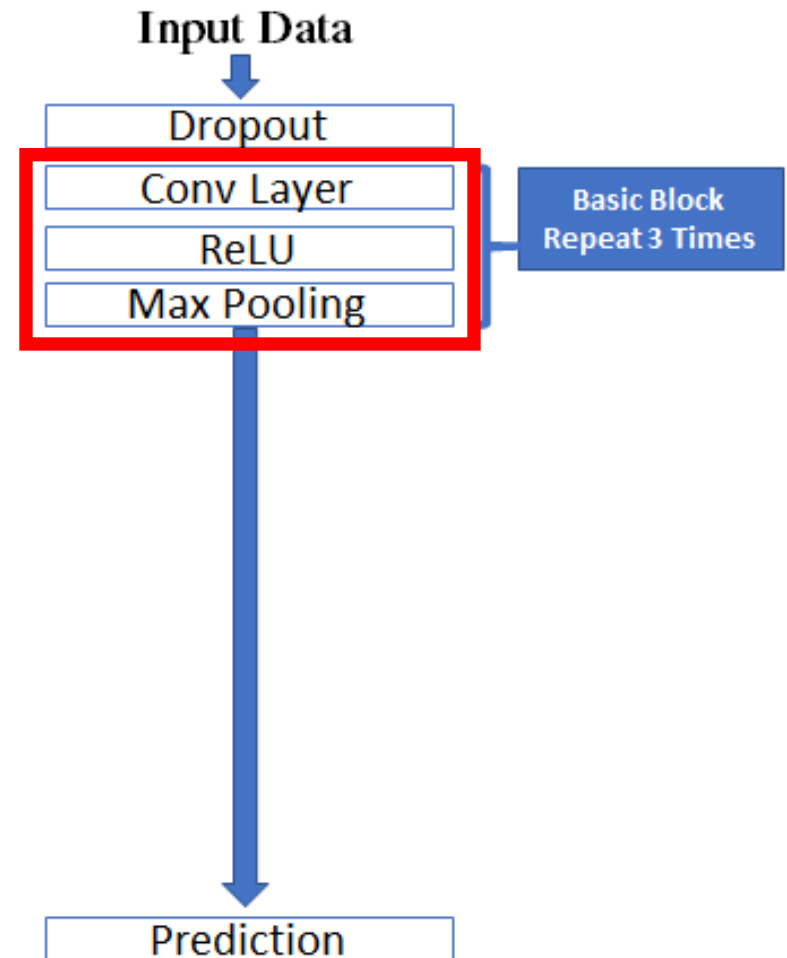 Input Data
Dropout
Conv Layer
ReLU
Max Pooling
Basic Block
Repeat 3 Times
Prediction